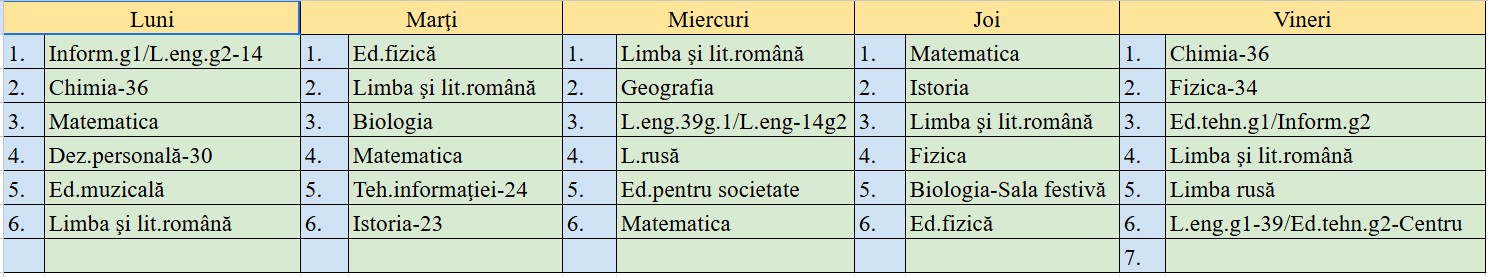 Luni Marţi Miercuri Joi Vineri
1. Inform.g1/L.eng.g2-14 1. Ed.fizică 1. Limba şi lit.română 1. Matematica 1. Chimia-36
2. Chimia-36 2. Limba şi lit.română 2. Geografia 2. Istoria 2. Fizica-34
3. Matematica 3. Biologia 3. L.eng.39g.1/L.eng-14g2 3. Limba şi lit.română 3. Ed.tehn.g1/Inform.g2
4. Dez.personală-30 4. Matematica 4. L.rusă 4. Fizica 4. Limba şi lit.română
5. Ed.muzicală 5. Teh.informaţiei-24 5. Ed.pentru societate 5. Biologia-Sala festivă 5. Limba rusă
6. Limba şi lit.română 6. Istoria-23 6. Matematica 6. Ed.fizică 6. L.eng.g1-39/Ed.tehn.g2-Centru
7.